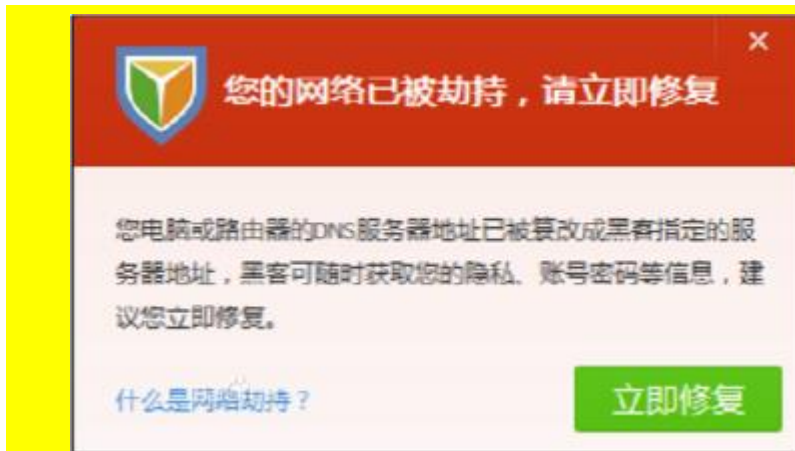 您的网络已被劫持，请立即修复
您电脑或路由器的DNS服务器地址已被篡改成黑客指定的服
务器地址，黑客可随时获取您的隐私、账号密码等信息，建
议您立即修复。
什么是网络劫持？
立即修复